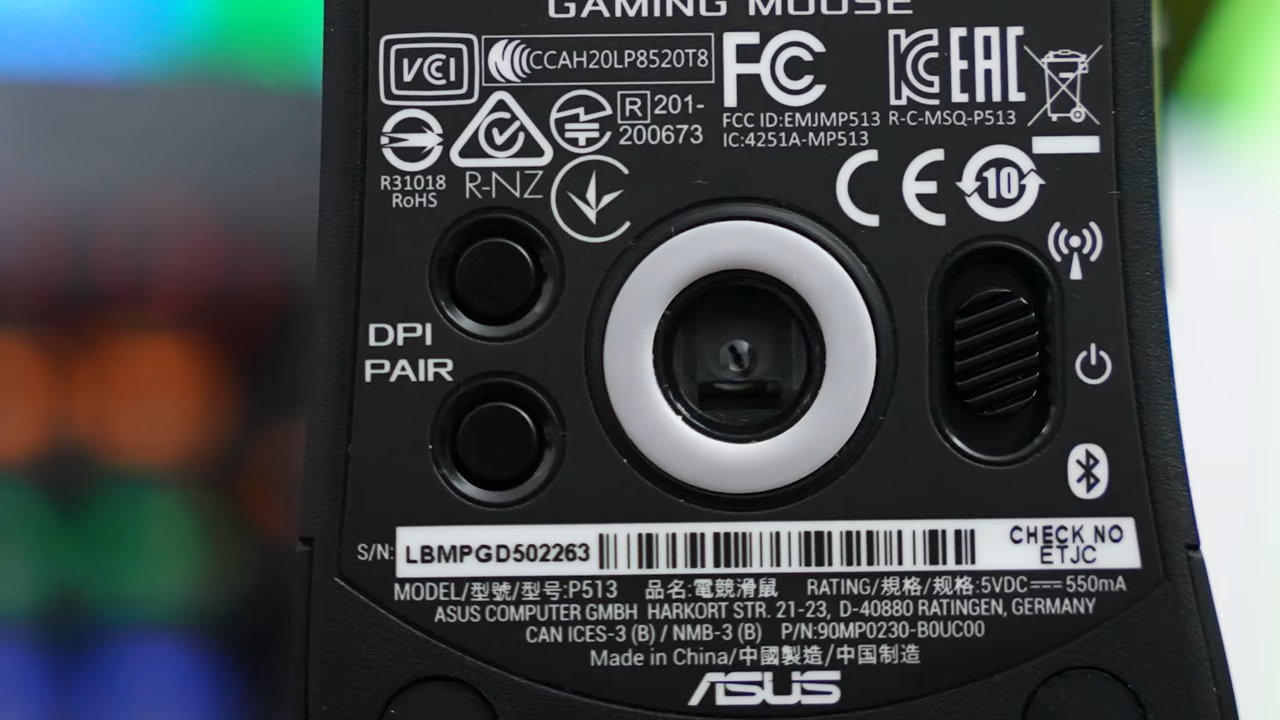 GAMING MOUSE
VCCI
CCAH20LP8520T8
FCC
EAC
R 201-
200673
FCC ID:EMJMP513
R-C-MSQ-P513
IC:4251A-MP513
R31018
RoHS
R-NZ
CE
10
DPI
PAIR
S/N:
LBMPGD502263
CHECK NO
ETJC
MODEL/型號/型号:P513 品名:電競滑鼠 RATING/規格/规格:5VDC⎓550mA
ASUS COMPUTER GMBH HARKORT STR. 21-23, D-40880 RATINGEN, GERMANY
CAN ICES-3 (B) / NMB-3 (B) P/N:90MP0230-B0UC00
Made in China/中國製造/中国制造
ASUS